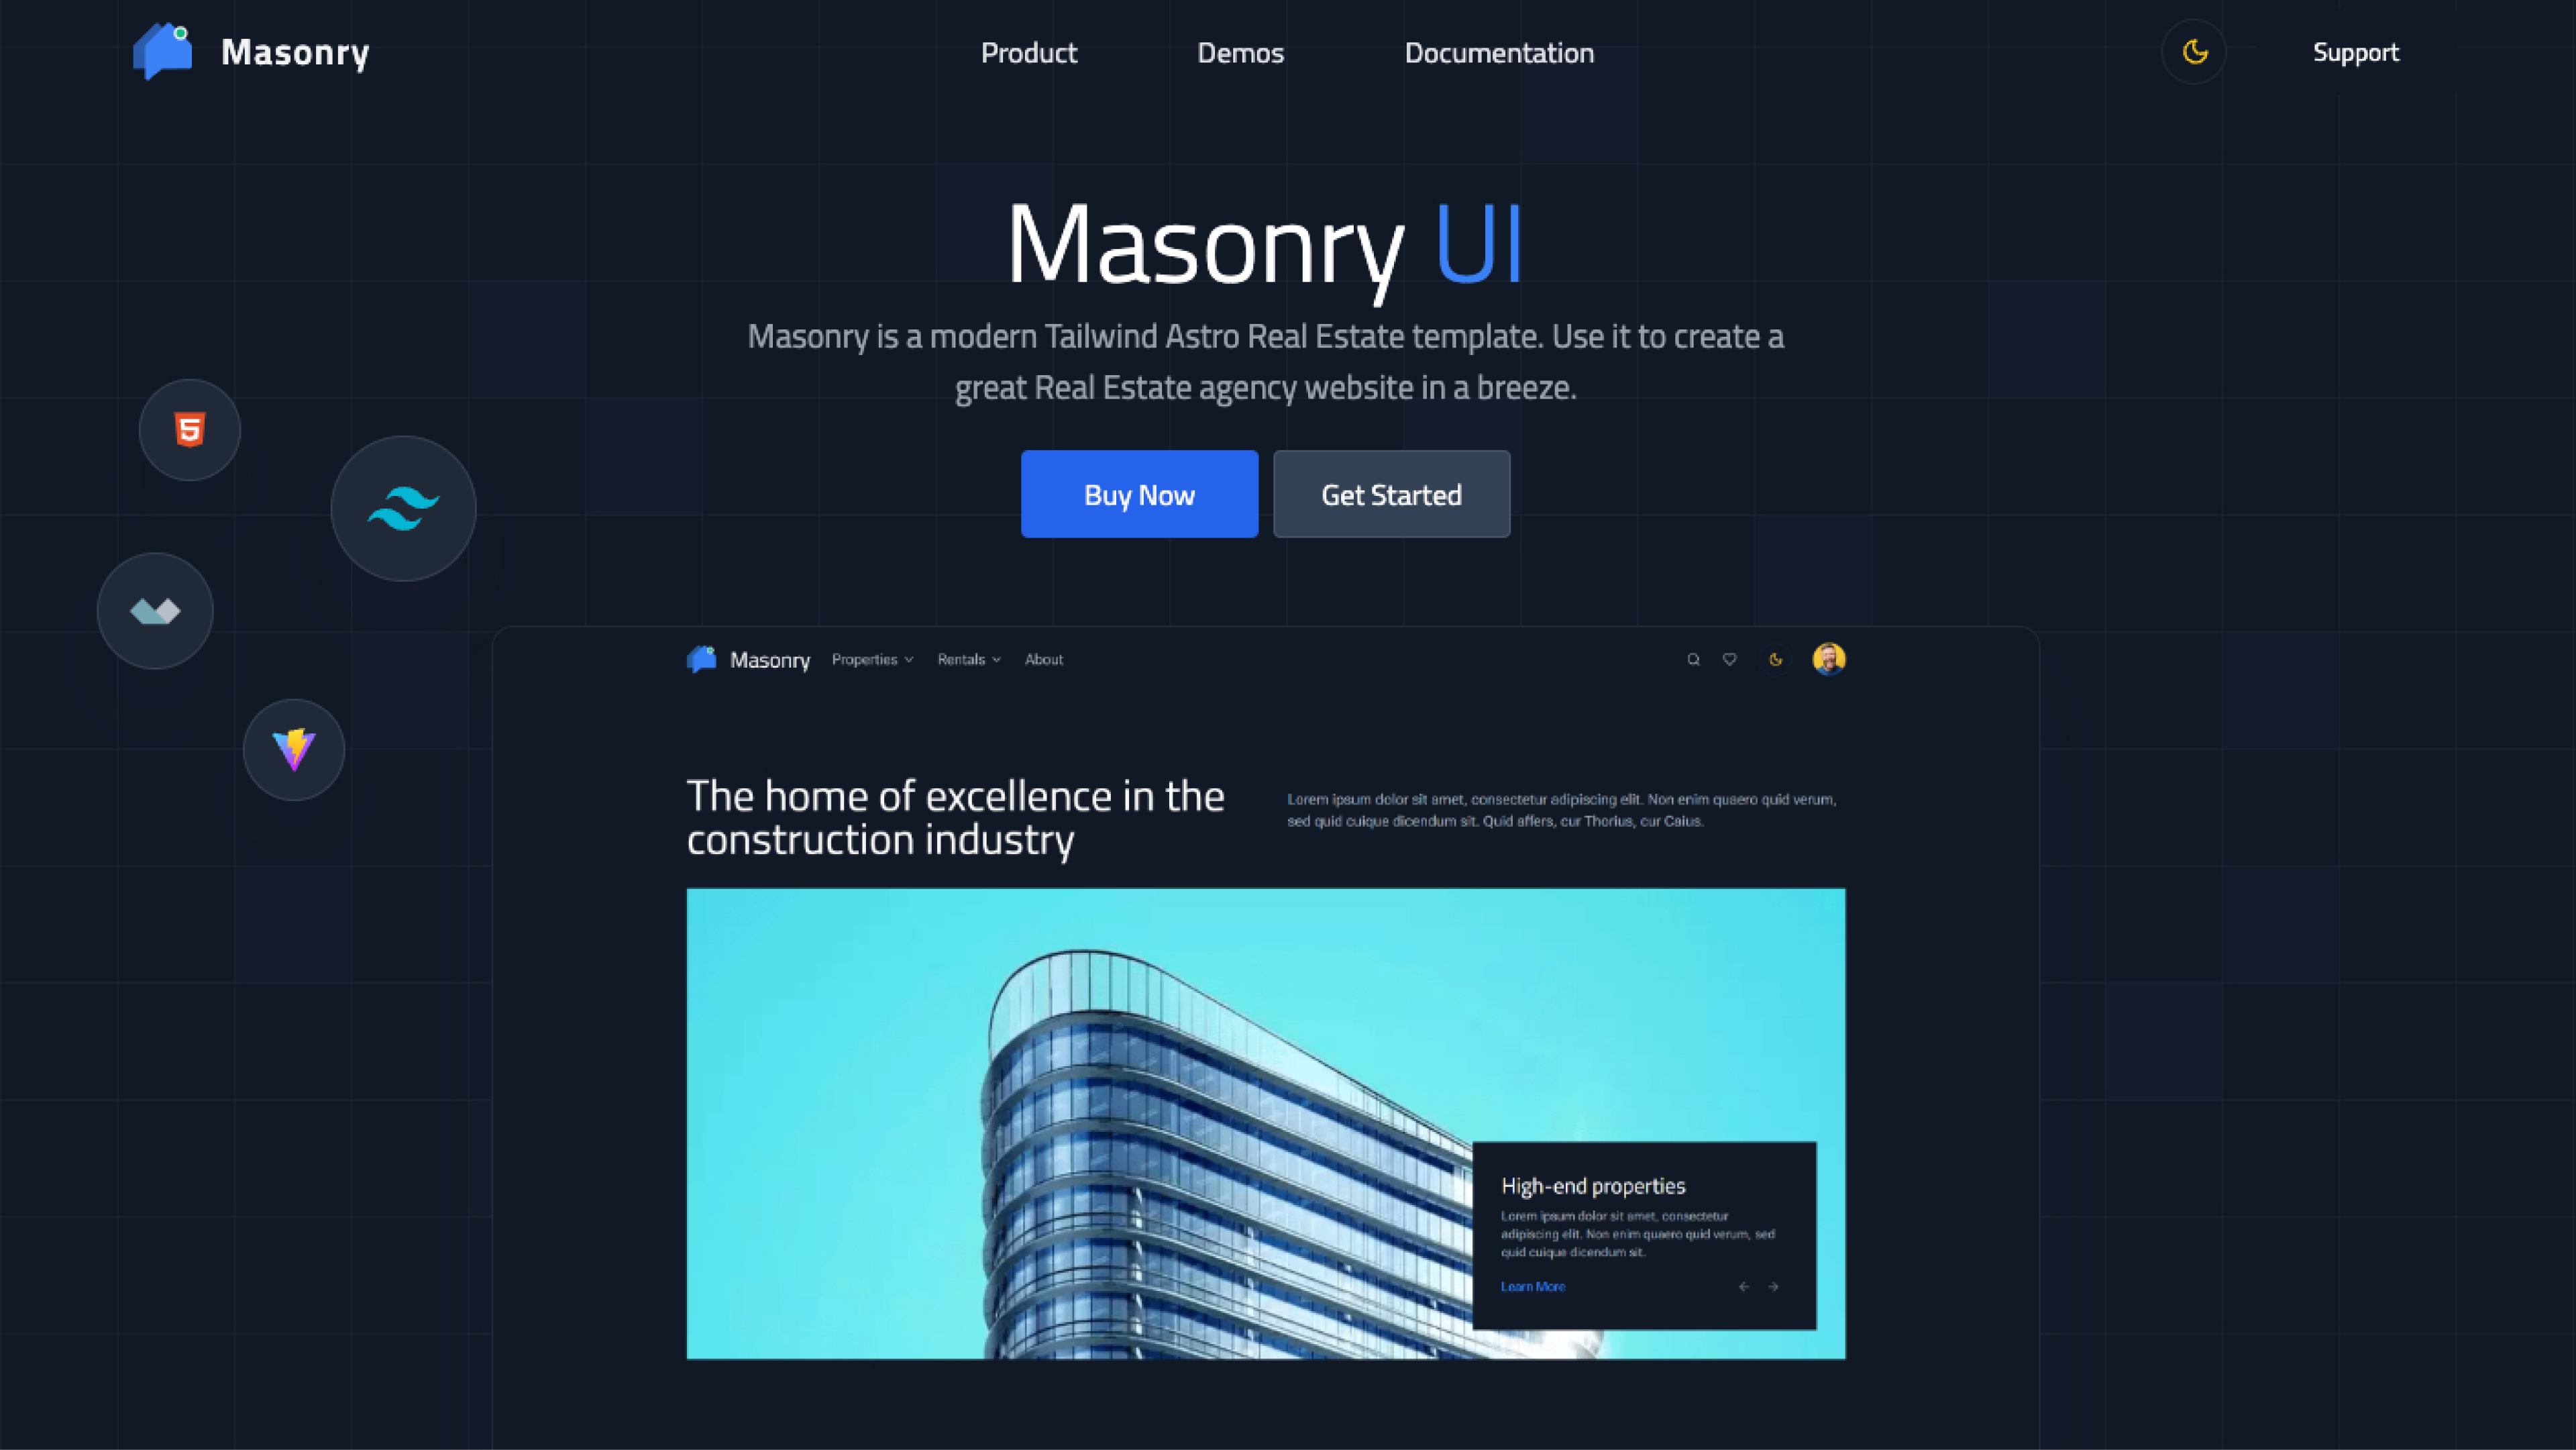 Masonry
Product
Demos
Documentation
Support
Masonry UI
Masonry is a modern Tailwind Astro Real Estate template. Use it to create a
great Real Estate agency website in a breeze.
Buy Now
Get Started
5
Masonry
Properties
Rentals
About
The home of excellence in the
construction industry
Lorem ipsum dolor sit amet, consectetur adipiscing elit. Non enim quaero quid verum,
sed quid cuique dicendum sit. Quid affers, cur Thorius, cur Caius.
High-end properties
Lorem ipsum dolor sit amet, consectetur
adipiscing elit. Non enim quaero quid verum, sed
quid cuique dicendum sit.
Learn More